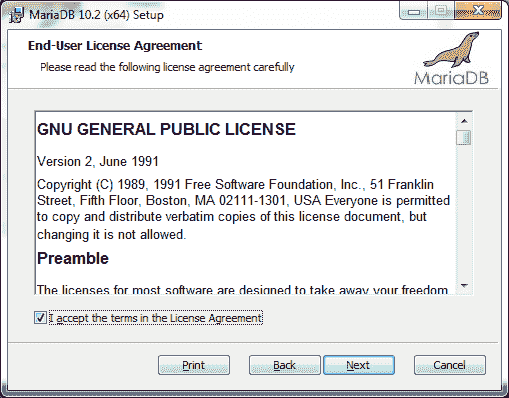 MariaDB 10.2 (x64) Setup
End-User License Agreement
Please read the following license agreement carefully
MariaDB
GNU GENERAL PUBLIC LICENSE
Version 2, June 1991
Copyright (C) 1989, 1991 Free Software Foundation, Inc., 51 Franklin
Street, Fifth Floor, Boston, MA 02111-1301, USA Everyone is permitted
to copy and distribute verbatim copies of this license document, but
changing it is not allowed.
Preamble
The licenses for most software are designed to take away your freedom
I accept the terms in the License Agreement
Print
Back
Next
Cancel